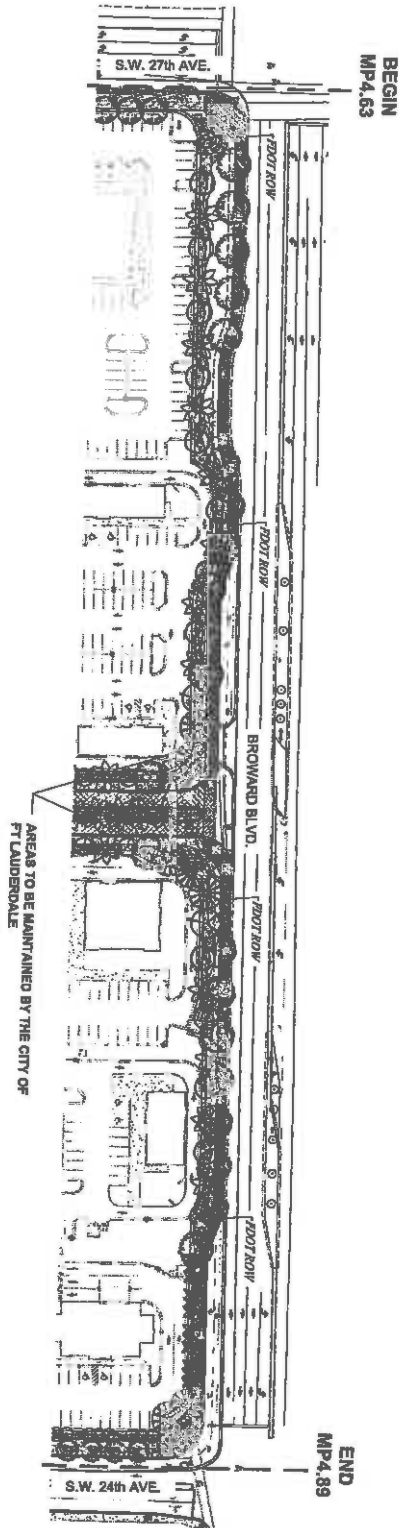 BEGIN
MP4.63
S.W. 27th AVE.
FDOT ROW
FDOT ROW
BROWARD BLVD.
FDOT ROW
FDOT ROW
AREAS TO BE MAINTAINED BY THE CITY OF
FT LAUDERDALE
END
MP4.89
S.W. 24th AVE.